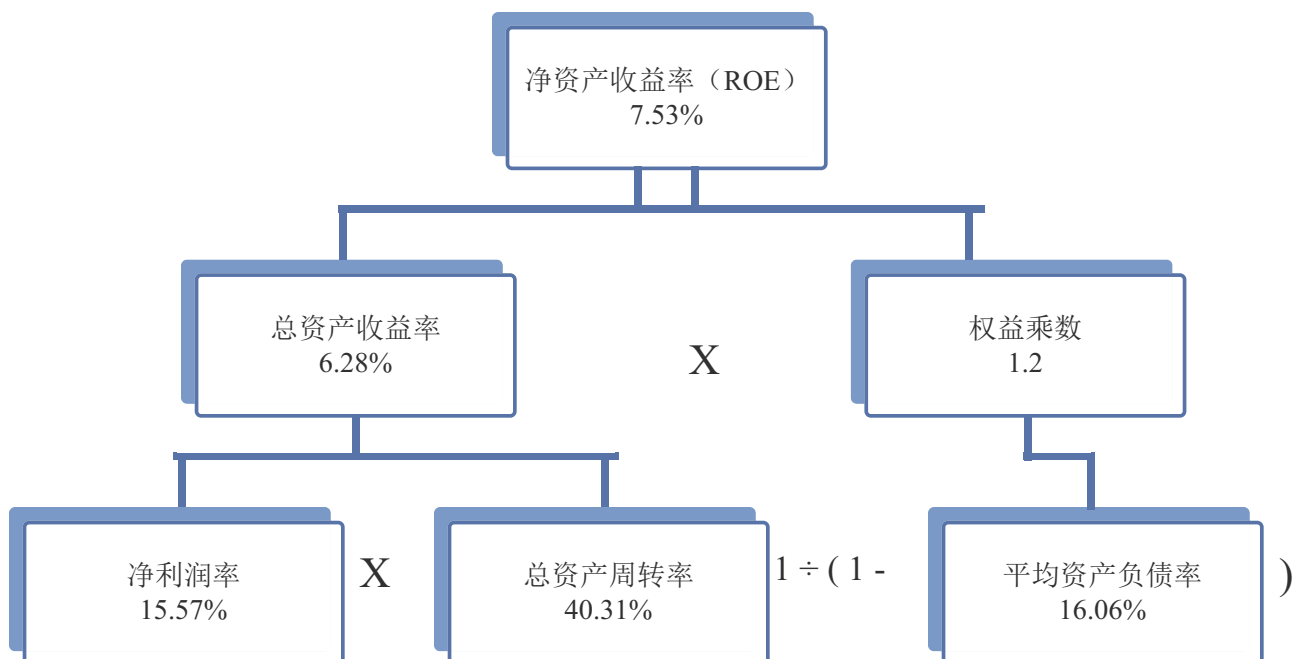 净资产收益率（ROE）
7.53%
总资产收益率
6.28%
X
权益乘数
1.2
净利润率
15.57%
X
总资产周转率
40.31%
1 ÷ ( 1 -
平均资产负债率
16.06%
)